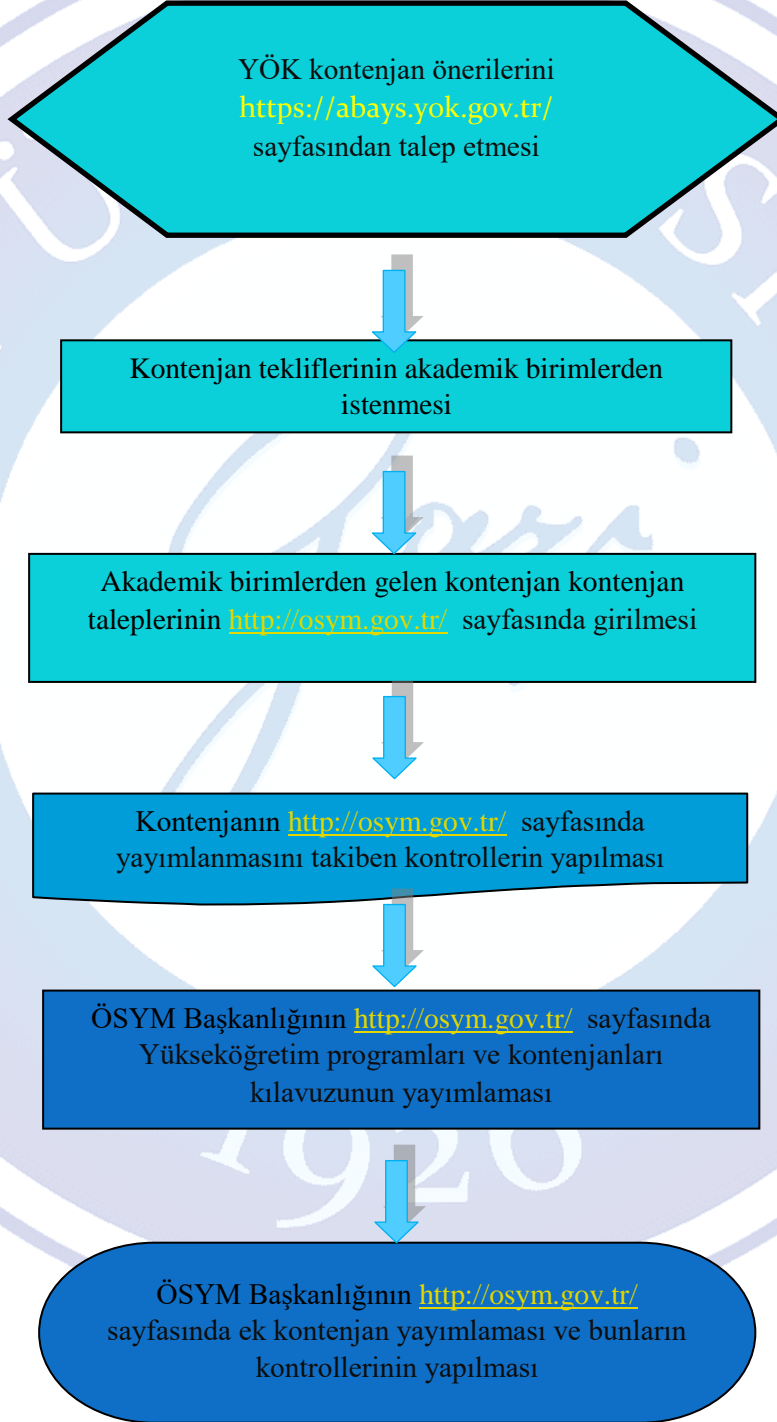 YÖK kontenjan önerilerini
https://abays.yok.gov.tr/
sayfasından talep etmesi
Kontenjan tekliflerinin akademik birimlerden
istenmesi
Akademik birimlerden gelen kontenjan kontenjan
taleplerinin http://osym.gov.tr/ sayfasında girilmesi
Kontenjanın http://osym.gov.tr/ sayfasında
yayımlanmasını takiben kontrollerin yapılması
ÖSYM Başkanlığının http://osym.gov.tr/ sayfasında
Yükseköğretim programları ve kontenjanları
kılavuzunun yayımlaması
1926
ÖSYM Başkanlığının http://osym.gov.tr/
sayfasında ek kontenjan yayımlaması ve bunların
kontrollerinin yapılması